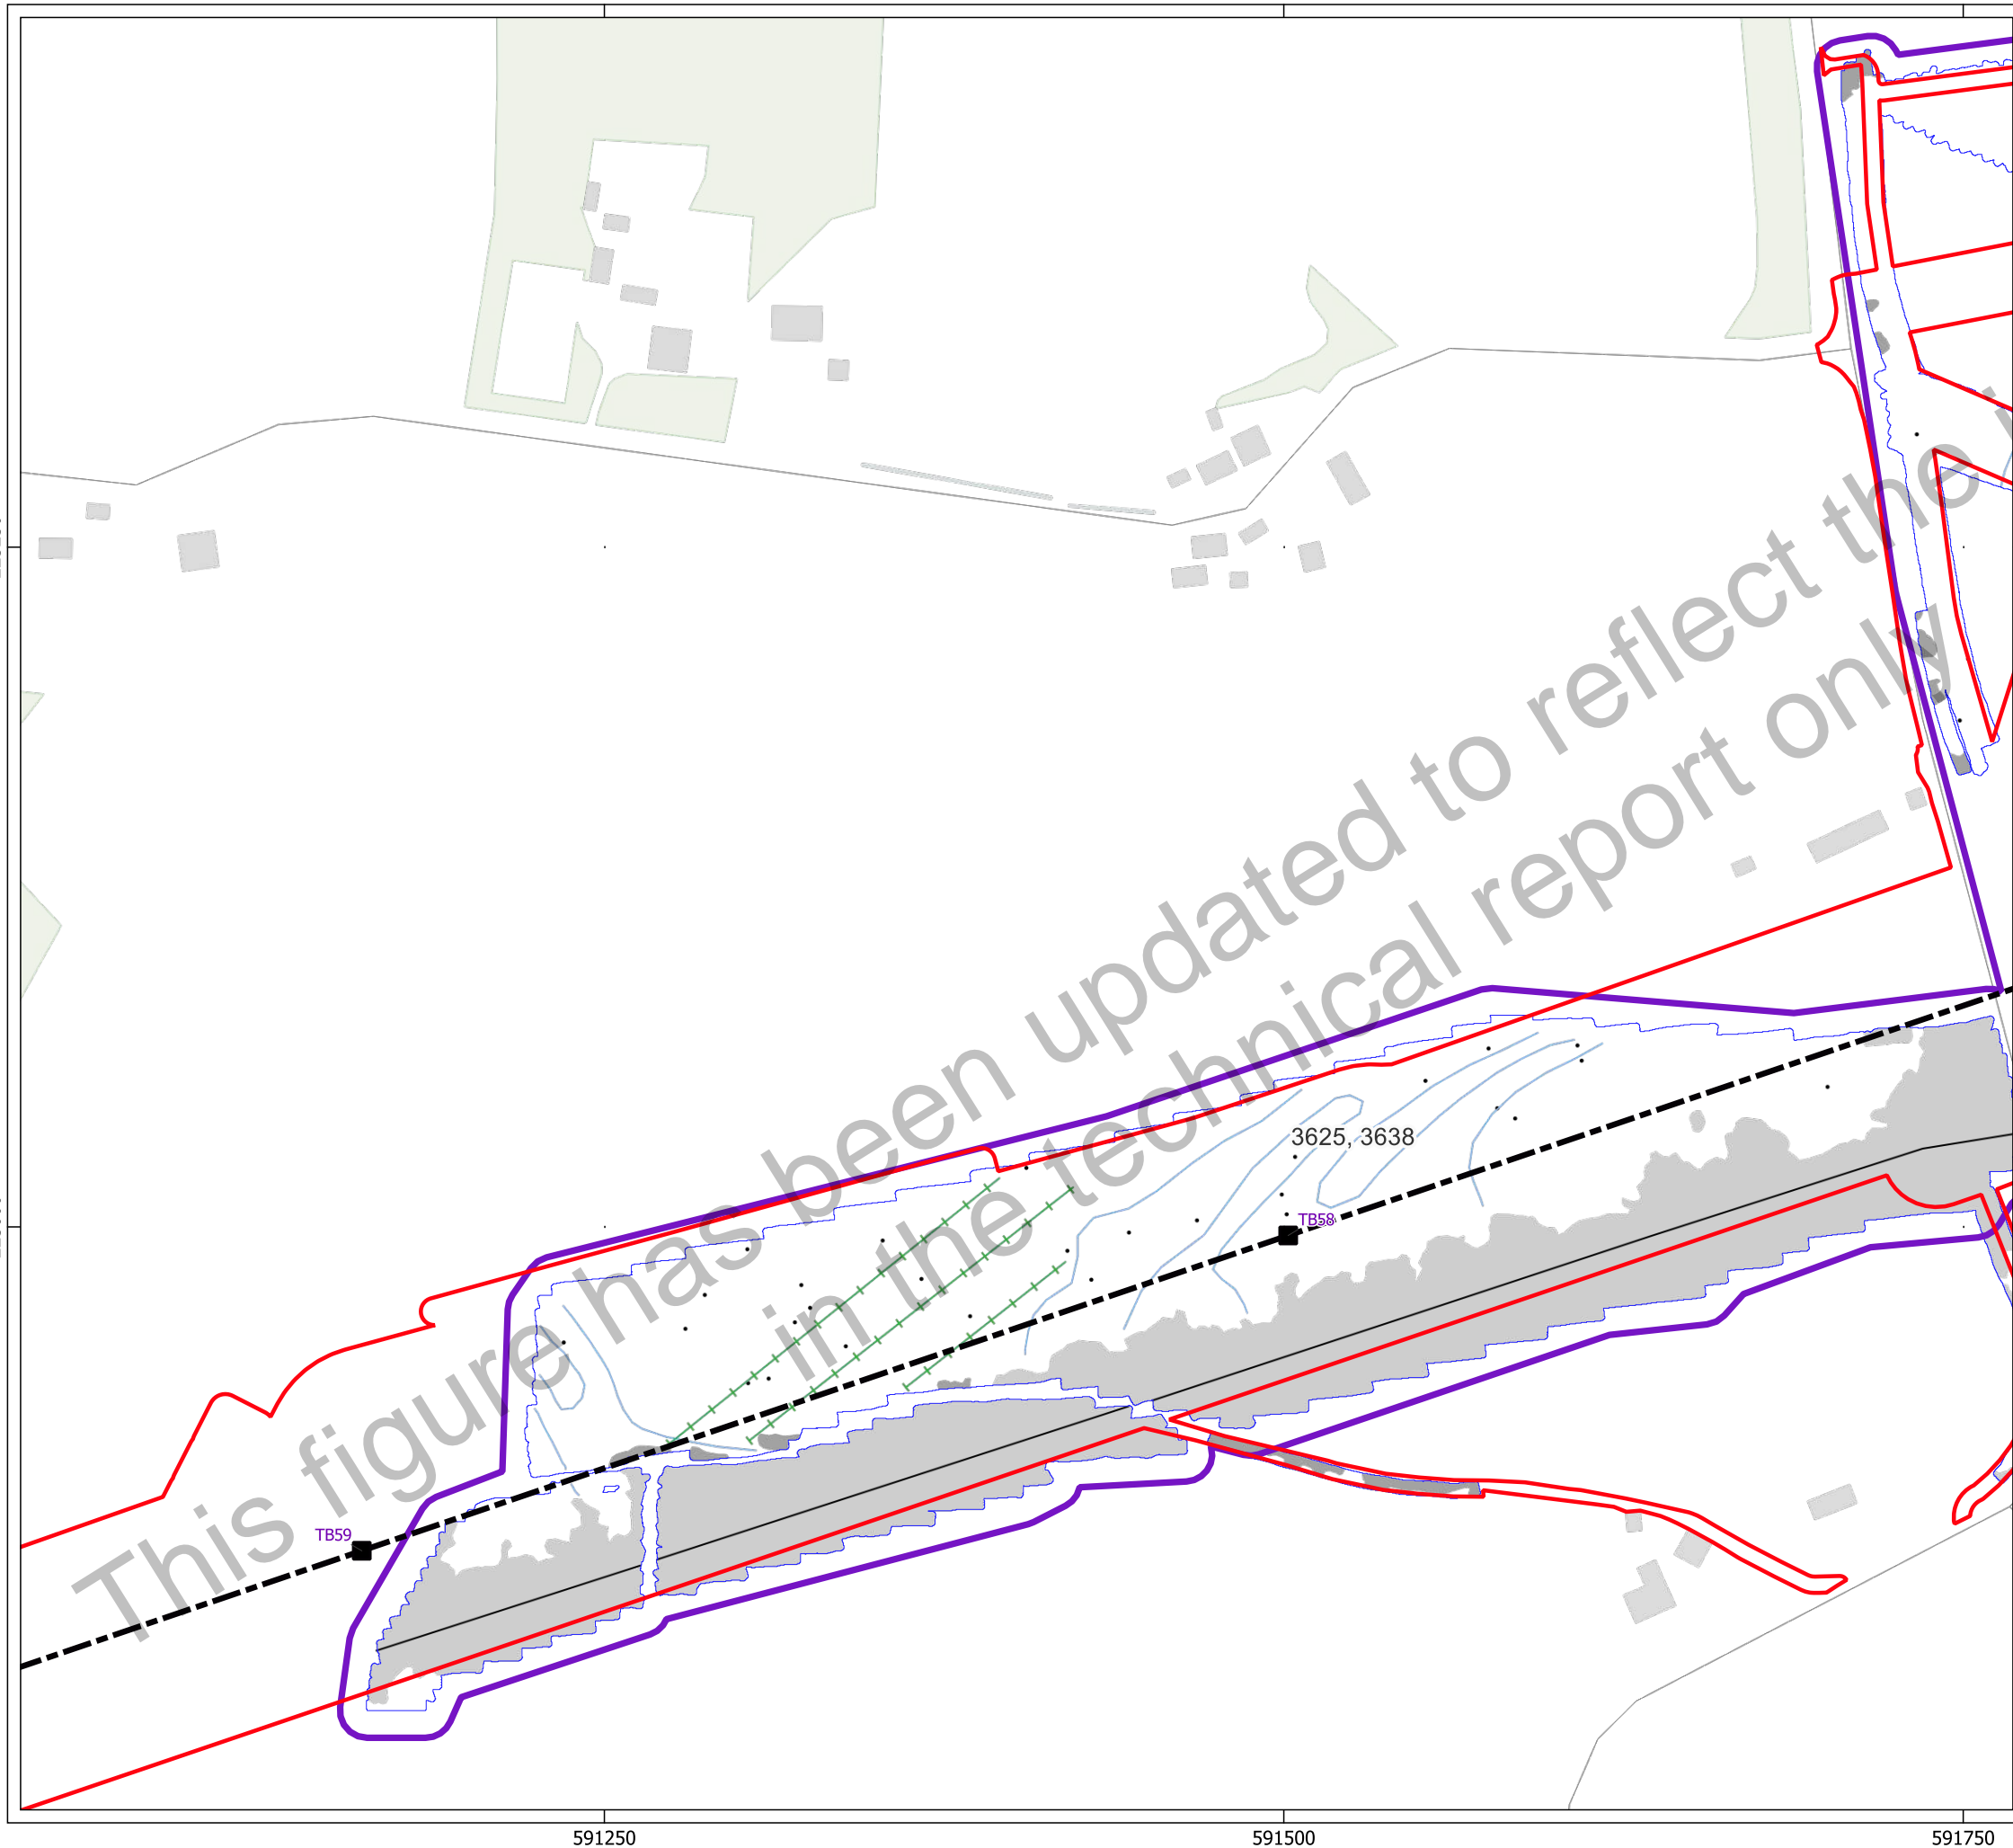 This figure has been updated to reflect the
in the technical report only
3625, 3638
TB58
TB59
591250
591500
591750